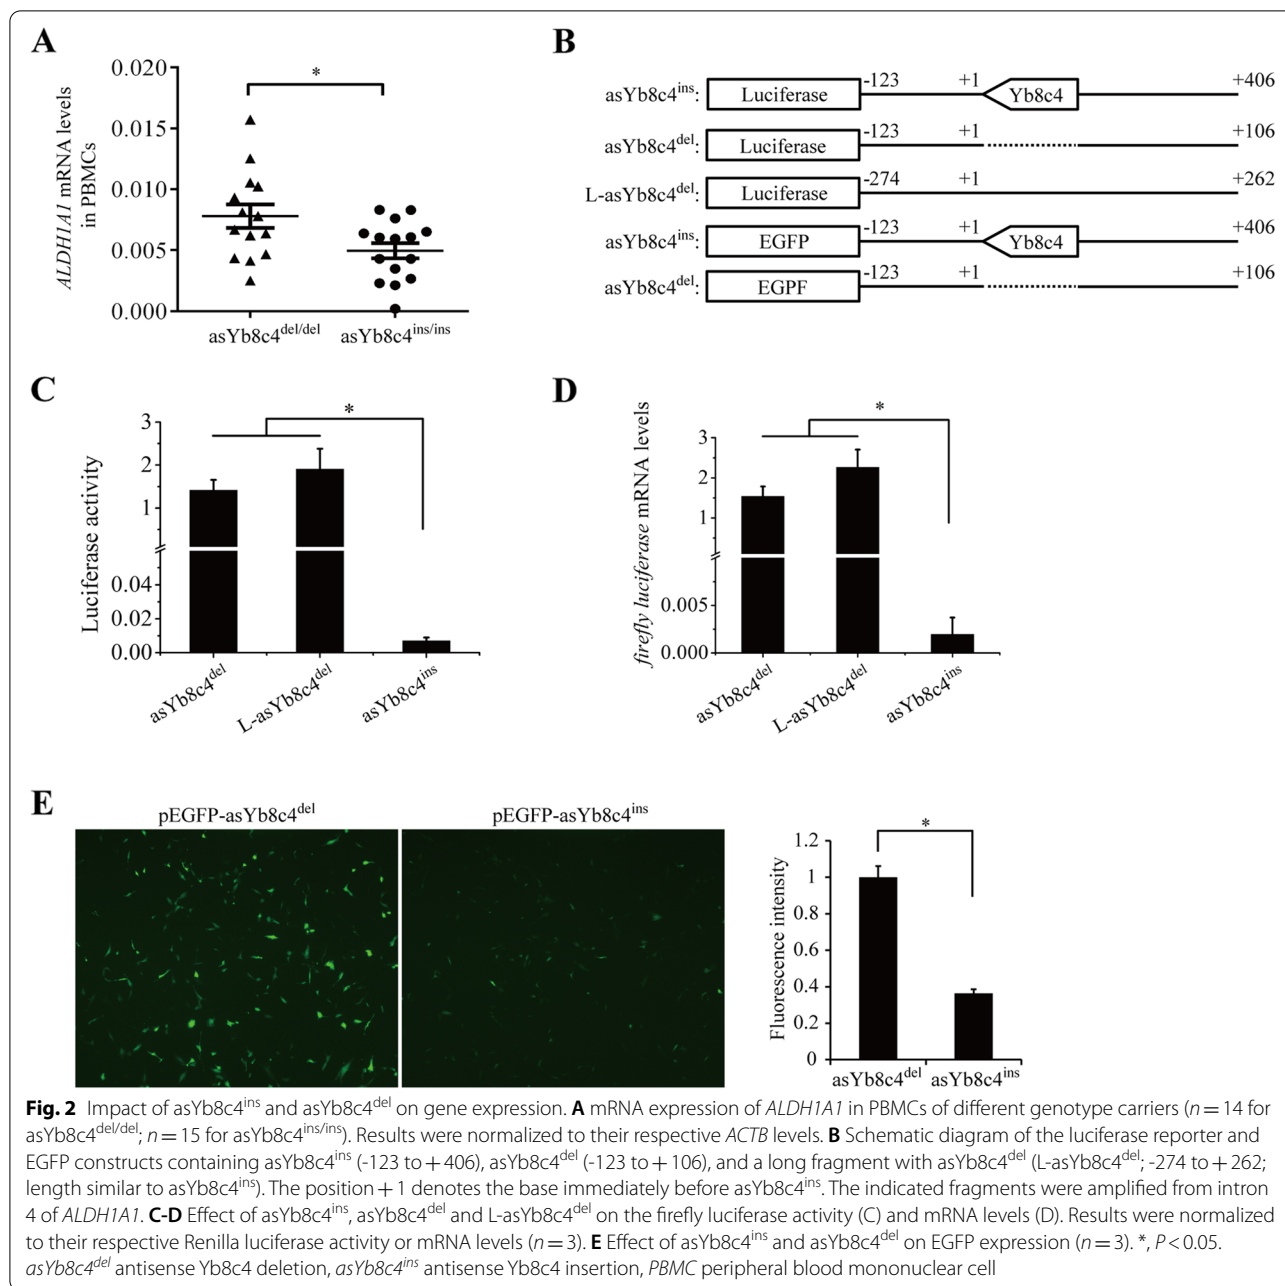 A
0.020
0.015
0.010
0.005
0.000
ALDH1A1 mRNA levels
in PBMCs
*
asYb8c4del/del
asYb8c4ins/ins
B
asYb8c4ins: Luciferase -123 +1 Yb8c4 +406
asYb8c4del: Luciferase -123 +1 +106
L-asYb8c4del: Luciferase -274 +1 +262
asYb8c4ins: EGFP -123 +1 Yb8c4 +406
asYb8c4del: EGPF -123 +1 +106
C
3
2
1
0.04
0.02
0.00
Luciferase activity
*
asYb8c4del
L-asYb8c4del
asYb8c4ins
D
3
2
1
0.005
0.000
firefly luciferase mRNA levels
*
asYb8c4del
L-asYb8c4del
asYb8c4ins
E
pEGFP-asYb8c4del
pEGFP-asYb8c4ins
1.2
1
0.8
0.6
0.4
0.2
0
Fluorescence intensity
*
asYb8c4del
asYb8c4ins
Fig. 2 Impact of asYb8c4ins and asYb8c4del on gene expression. A mRNA expression of ALDH1A1 in PBMCs of different genotype carriers (n = 14 for
asYb8c4del/del; n = 15 for asYb8c4ins/ins). Results were normalized to their respective ACTB levels. B Schematic diagram of the luciferase reporter and
EGFP constructs containing asYb8c4ins (-123 to + 406), asYb8c4del (-123 to + 106), and a long fragment with asYb8c4del (L-asYb8c4del; -274 to + 262;
length similar to asYb8c4ins). The position + 1 denotes the base immediately before asYb8c4ins. The indicated fragments were amplified from intron
4 of ALDH1A1. C-D Effect of asYb8c4ins, asYb8c4del and L-asYb8c4del on the firefly luciferase activity (C) and mRNA levels (D). Results were normalized
to their respective Renilla luciferase activity or mRNA levels (n = 3). E Effect of asYb8c4ins and asYb8c4del on EGFP expression (n = 3). *, P < 0.05.
asYb8c4del antisense Yb8c4 deletion, asYb8c4ins antisense Yb8c4 insertion, PBMC peripheral blood mononuclear cell